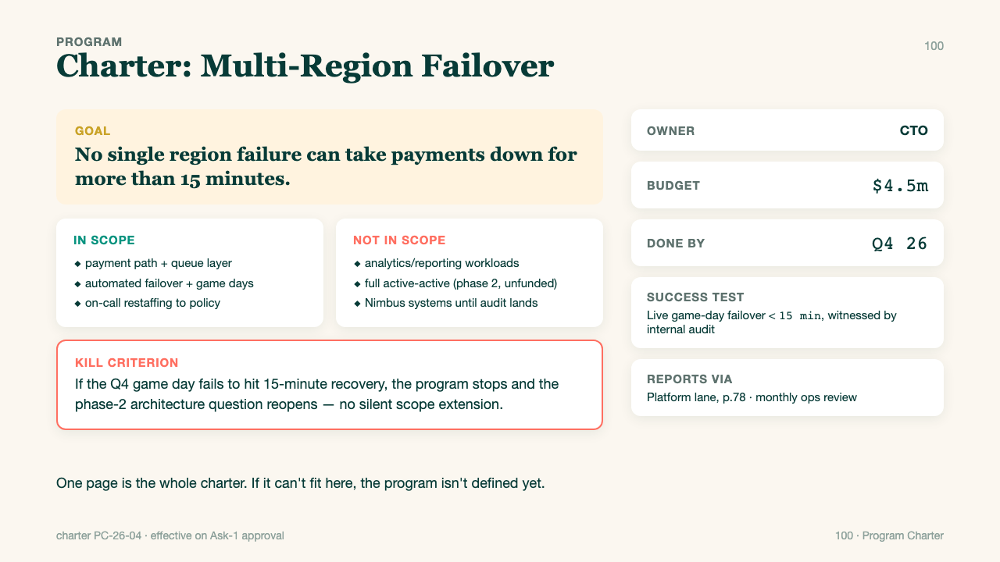 PROGRAM
Charter: Multi-Region Failover
100
GOAL
No single region failure can take payments down for
more than 15 minutes.
IN SCOPE
◆ payment path + queue layer
◆ automated failover + game days
◆ on-call restaffing to policy
NOT IN SCOPE
◆ analytics/reporting workloads
◆ full active-active (phase 2, unfunded)
◆ Nimbus systems until audit lands
KILL CRITERION
If the Q4 game day fails to hit 15-minute recovery, the program stops and the
phase-2 architecture question reopens — no silent scope extension.
OWNER
CTO
BUDGET
$4.5m
DONE BY
Q4 26
SUCCESS TEST
Live game-day failover < 15 min, witnessed by
internal audit
REPORTS VIA
Platform lane, p.78 · monthly ops review
One page is the whole charter. If it can't fit here, the program isn't defined yet.
charter PC-26-04 · effective on Ask-1 approval
100 · Program Charter